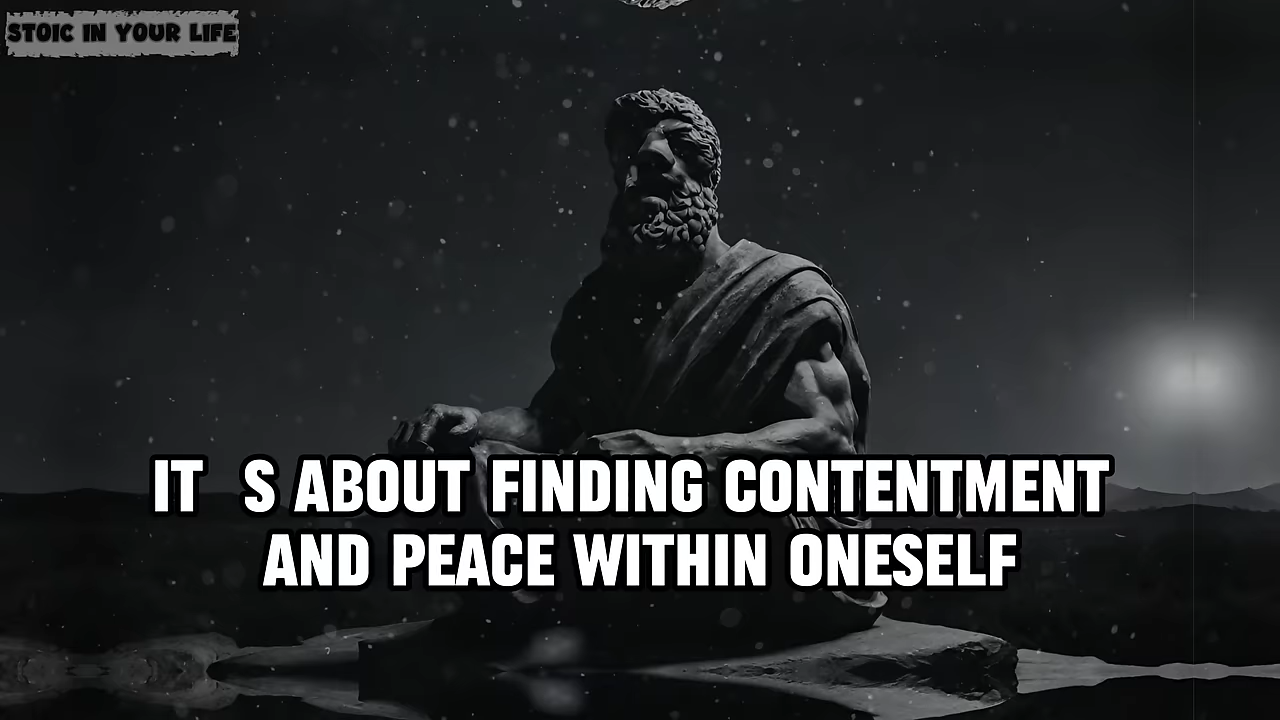 STOIC IN YOUR LIFE
IT  S ABOUT FINDING CONTENTMENT
AND PEACE WITHIN ONESELF